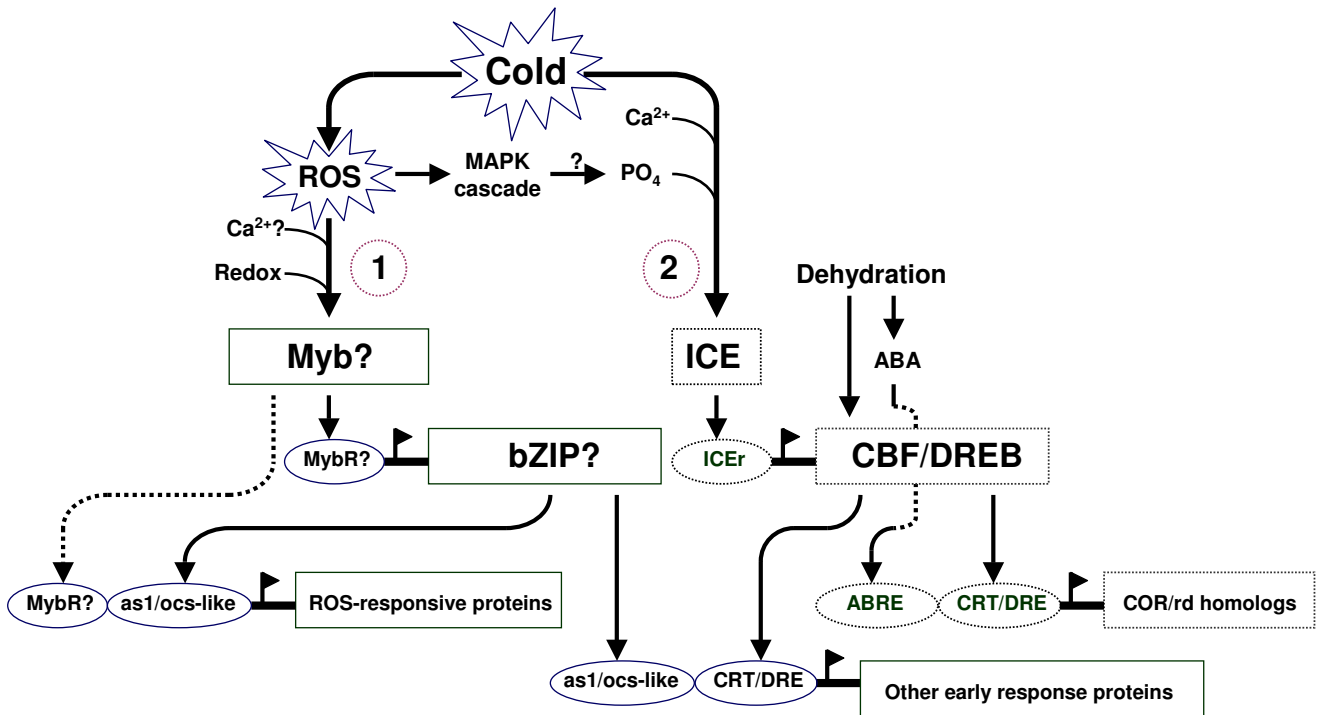 Cold
Ca²⁺
ROS
MAPK
cascade
?
PO₄
Ca²⁺?
Redox
1
2
Dehydration
Myb?
ICE
ABA
MybR?
bZIP?
ICEr
CBF/DREB
MybR?
as1/ocs-like
ROS-responsive proteins
ABRE
CRT/DRE
COR/rd homologs
as1/ocs-like
CRT/DRE
Other early response proteins